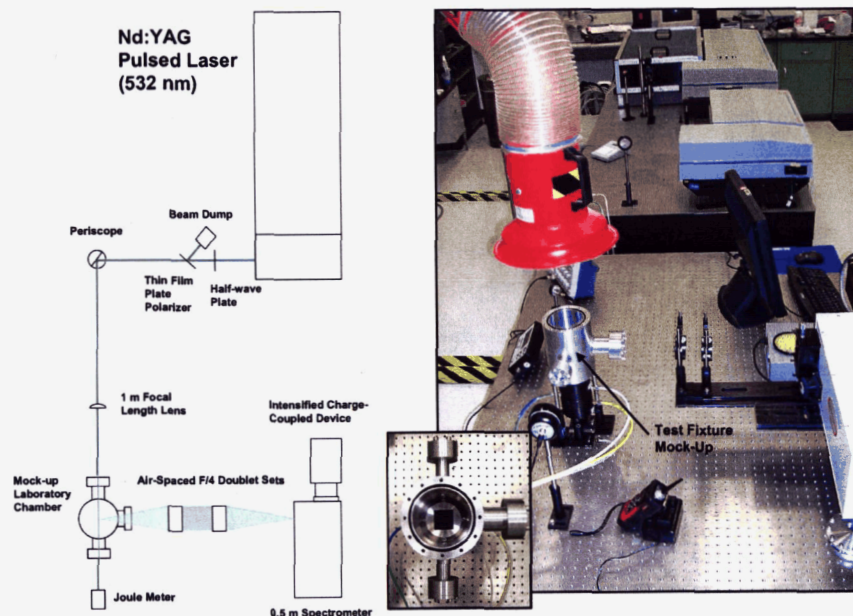 Nd:YAG
Pulsed Laser
(532 nm)
Beam Dump
Periscope
Thin Film
Plate
Polarizer
Half-wave
Plate
1 m Focal
Length Lens
Intensified Charge-
Coupled Device
Mock-up
Laboratory
Chamber
Air-Spaced F/4 Doublet Sets
Joule Meter
0.5 m Spectrometer
Test Fixture
Mock-Up